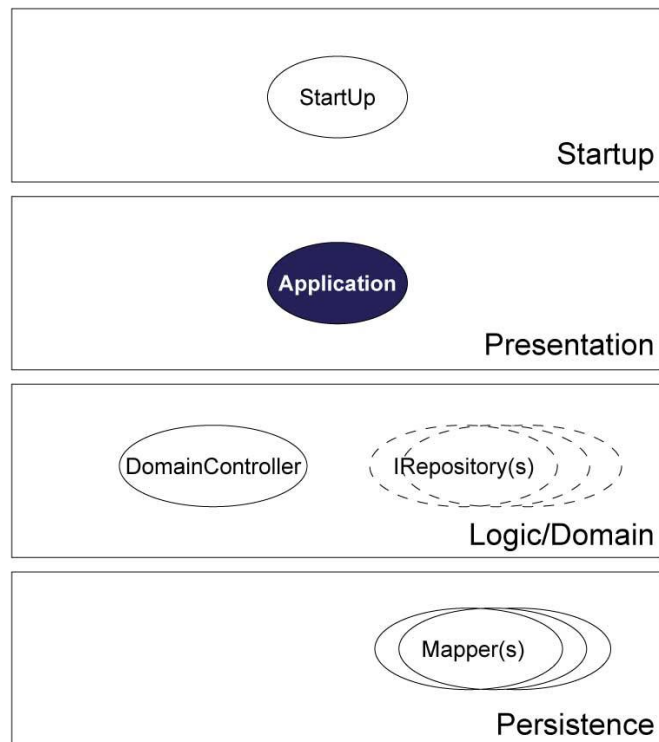 StartUp
Startup
Application
Presentation
DomainController
IRepository(s)
Logic/Domain
Mapper(s)
Persistence